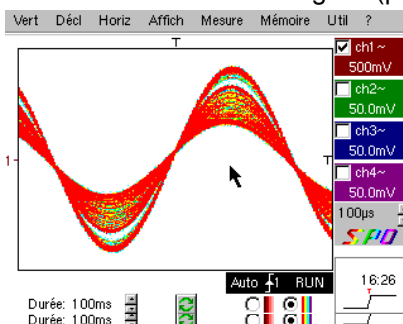 Vert Décl Horiz Affich Mesure Mémoire Util ?
T
ch1~
500mV
ch2~
50.0mV
ch3~
50.0mV
ch4~
50.0mV
1
T
100µs
SPO
Auto 1 RUN
16:26
T
Durée: 100ms
Durée: 100ms